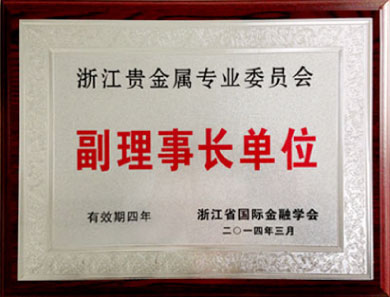 浙江贵金属专业委员会
副理事长单位
有效期四年
浙江省国际金融学会
二〇一四年三月